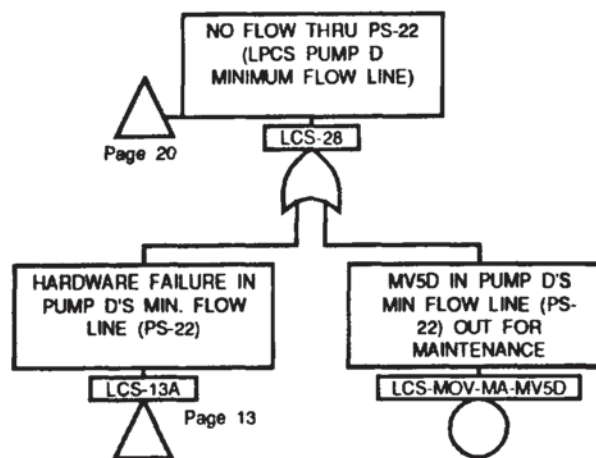 NO FLOW THRU PS-22
(LPCS PUMP D
MINIMUM FLOW LINE)
Page 20
LCS-28
HARDWARE FAILURE IN
PUMP D'S MIN. FLOW
LINE (PS-22)
LCS-13A
Page 13
MV5D IN PUMP D'S
MIN FLOW LINE (PS-
22) OUT FOR
MAINTENANCE
LCS-MOV-MA-MV5D